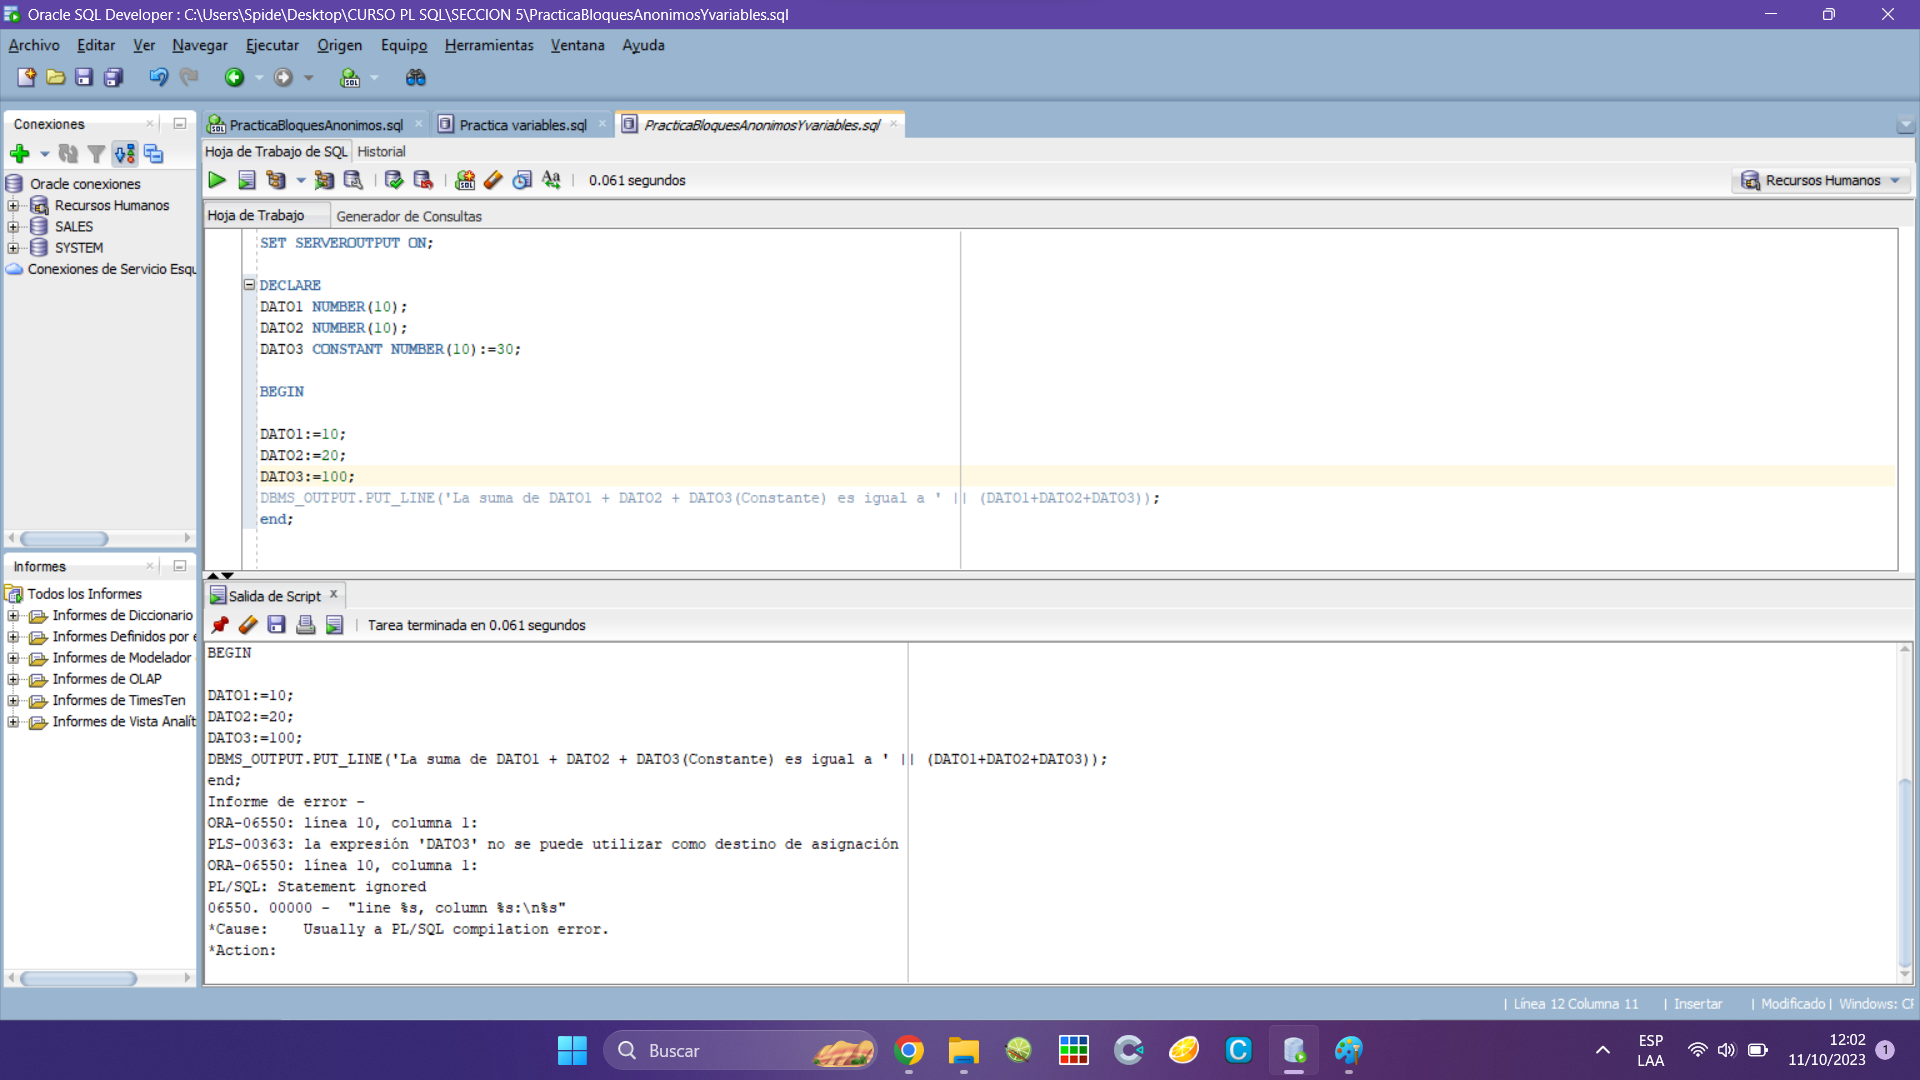 Oracle SQL Developer : C:\Users\Spide\Desktop\CURSO PL SQL\SECCION 5\PracticaBloquesAnonimosYvariables.sql
Archivo Editar Ver Navegar Ejecutar Origen Equipo Herramientas Ventana Ayuda
Conexiones
PracticaBloquesAnonimos.sql
Practica variables.sql
PracticaBloquesAnonimosYvariables.sql
Hoja de Trabajo de SQL Historial
0.061 segundos
Recursos Humanos
Oracle conexiones
Recursos Humanos
SALES
SYSTEM
Conexiones de Servicio Esqu
Hoja de Trabajo Generador de Consultas
SET SERVEROUTPUT ON;
DECLARE
DATO1 NUMBER(10);
DATO2 NUMBER(10);
DATO3 CONSTANT NUMBER(10):=30;
BEGIN
DATO1:=10;
DATO2:=20;
DATO3:=100;
DBMS_OUTPUT.PUT_LINE('La suma de DATO1 + DATO2 + DATO3(Constante) es igual a ' || (DATO1+DATO2+DATO3));
end;
Informes
Todos los Informes
Informes de Diccionario
Informes Definidos por e
Informes de Modelador
Informes de OLAP
Informes de TimesTen
Informes de Vista Analít
Salida de Script
Tarea terminada en 0.061 segundos
BEGIN
DATO1:=10;
DATO2:=20;
DATO3:=100;
DBMS_OUTPUT.PUT_LINE('La suma de DATO1 + DATO2 + DATO3(Constante) es igual a ' || (DATO1+DATO2+DATO3));
end;
Informe de error -
ORA-06550: línea 10, columna 1:
PLS-00363: la expresión 'DATO3' no se puede utilizar como destino de asignación
ORA-06550: línea 10, columna 1:
PL/SQL: Statement ignored
06550. 00000 - "line %s, column %s:\n%s"
*Cause: Usually a PL/SQL compilation error.
*Action:
| Línea 12 Columna 11 | Insertar | Modificado | Windows: CF
Buscar
ESP
LAA
12:02
11/10/2023
1